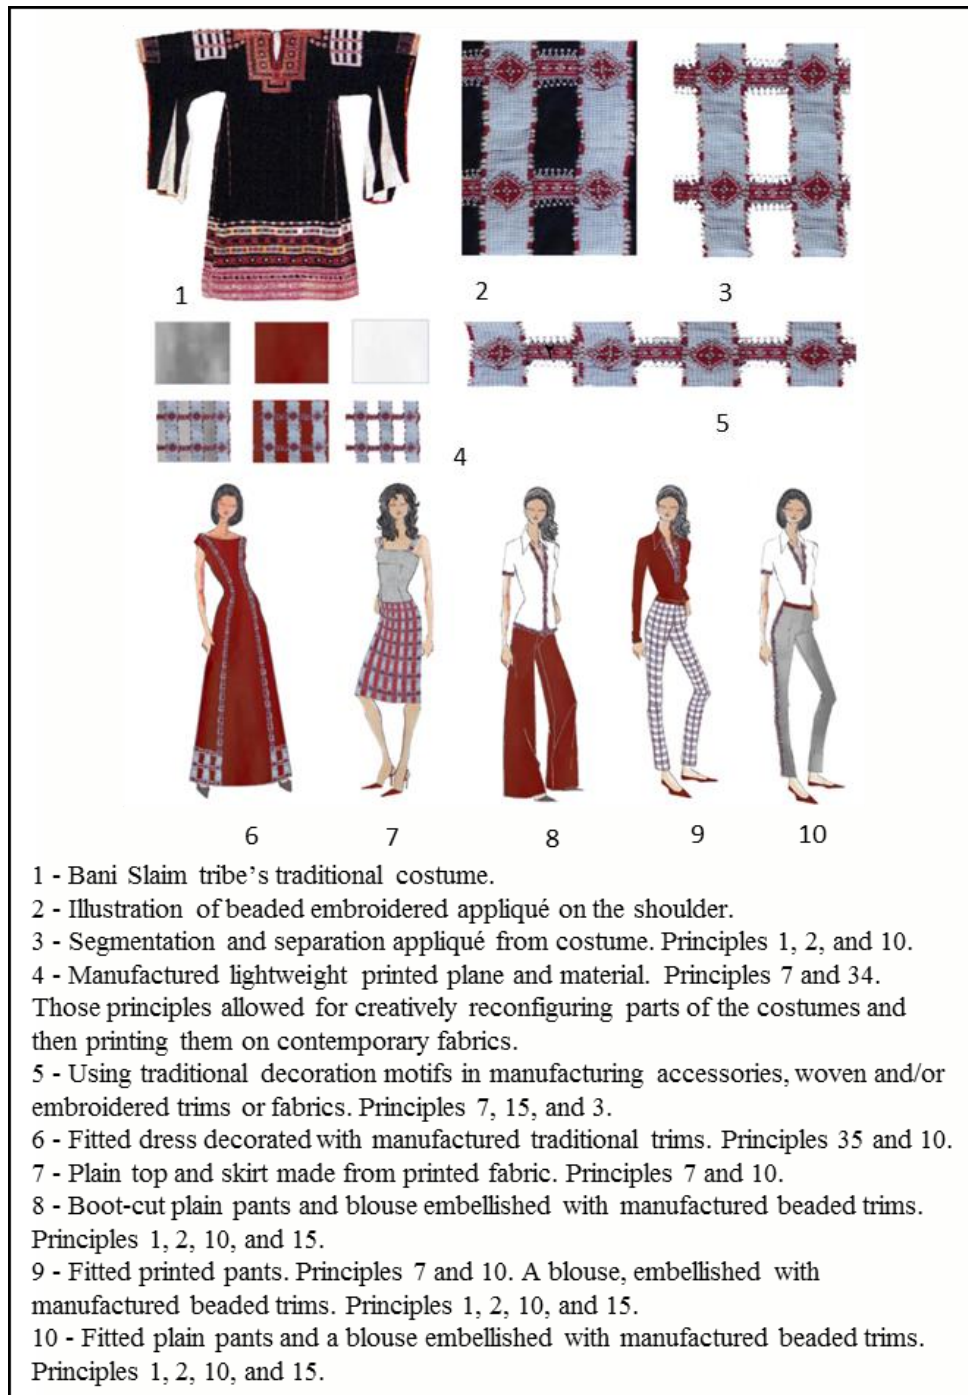 1
2
3
4
5
6
7
8
9
10
1 - Bani Slaim tribe’s traditional costume.
2 - Illustration of beaded embroidered appliqué on the shoulder.
3 - Segmentation and separation appliqué from costume. Principles 1, 2, and 10.
4 - Manufactured lightweight printed plane and material. Principles 7 and 34.
Those principles allowed for creatively reconfiguring parts of the costumes and
then printing them on contemporary fabrics.
5 - Using traditional decoration motifs in manufacturing accessories, woven and/or
embroidered trims or fabrics. Principles 7, 15, and 3.
6 - Fitted dress decorated with manufactured traditional trims. Principles 35 and 10.
7 - Plain top and skirt made from printed fabric. Principles 7 and 10.
8 - Boot-cut plain pants and blouse embellished with manufactured beaded trims.
Principles 1, 2, 10, and 15.
9 - Fitted printed pants. Principles 7 and 10. A blouse, embellished with
manufactured beaded trims. Principles 1, 2, 10, and 15.
10 - Fitted plain pants and a blouse embellished with manufactured beaded trims.
Principles 1, 2, 10, and 15.